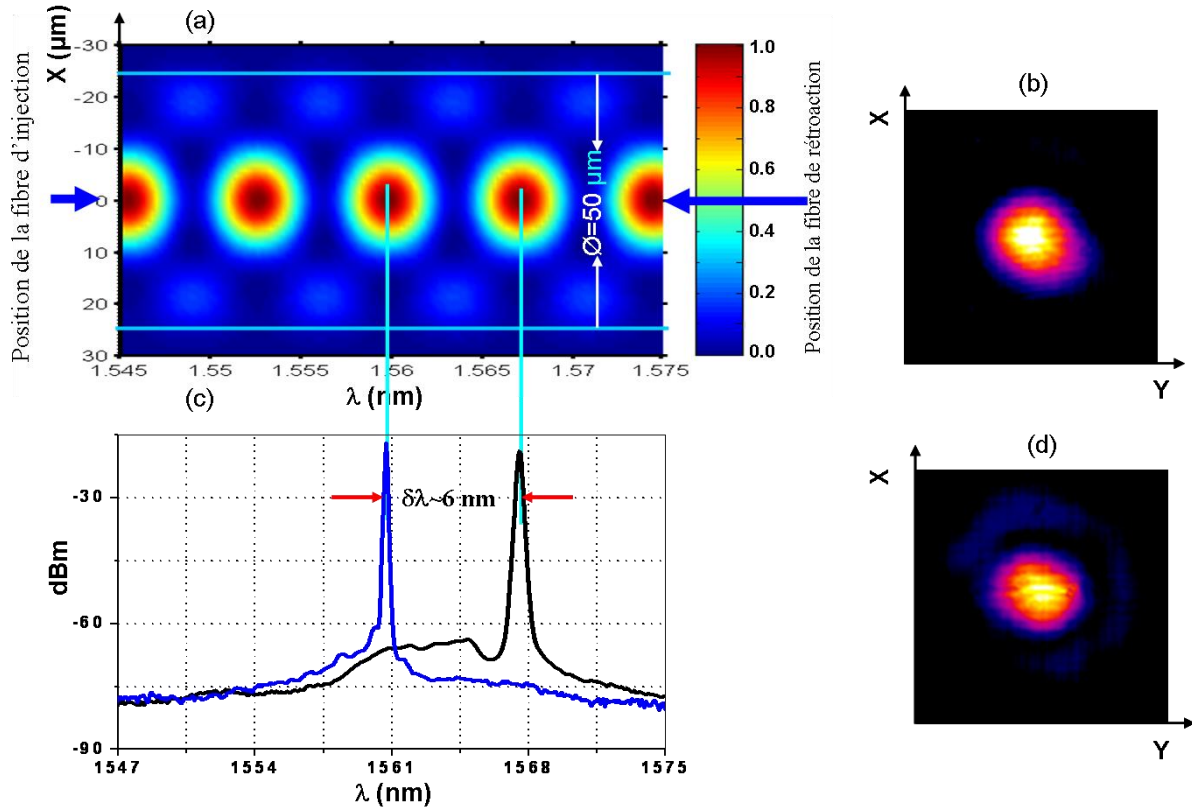 (a)
X (µm)
-30
-20
-10
0
10
20
30
1.545
1.55
1.555
1.56
1.565
1.57
1.575
λ (nm)
Ø=50 µm
Position de la fibre d'injection
1.0
0.8
0.6
0.4
0.2
0.0
Position de la fibre de rétroaction
(b)
X
Y
(c)
dBm
-30
-60
-90
δλ~6 nm
1547
1554
1561
1568
1575
λ (nm)
(d)
X
Y